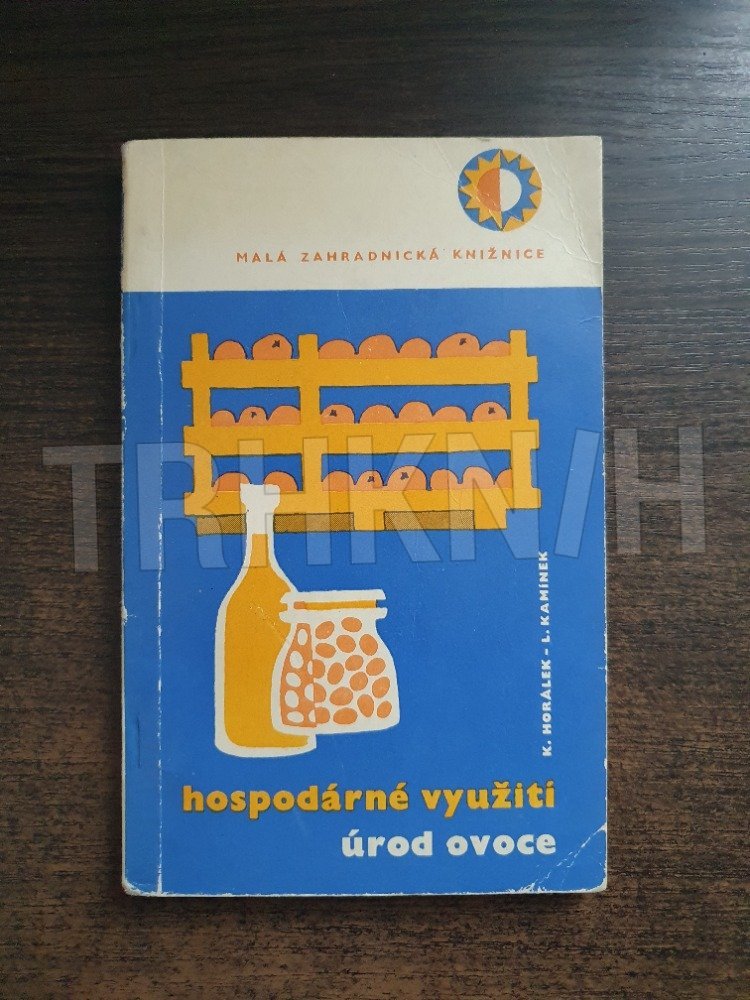 MALÁ ZAHRADNICKÁ KNIŽNICE
TRHKNIH
K. HORÁLEK - L. KAMÍNEK
hospodárné využití
úrod ovoce